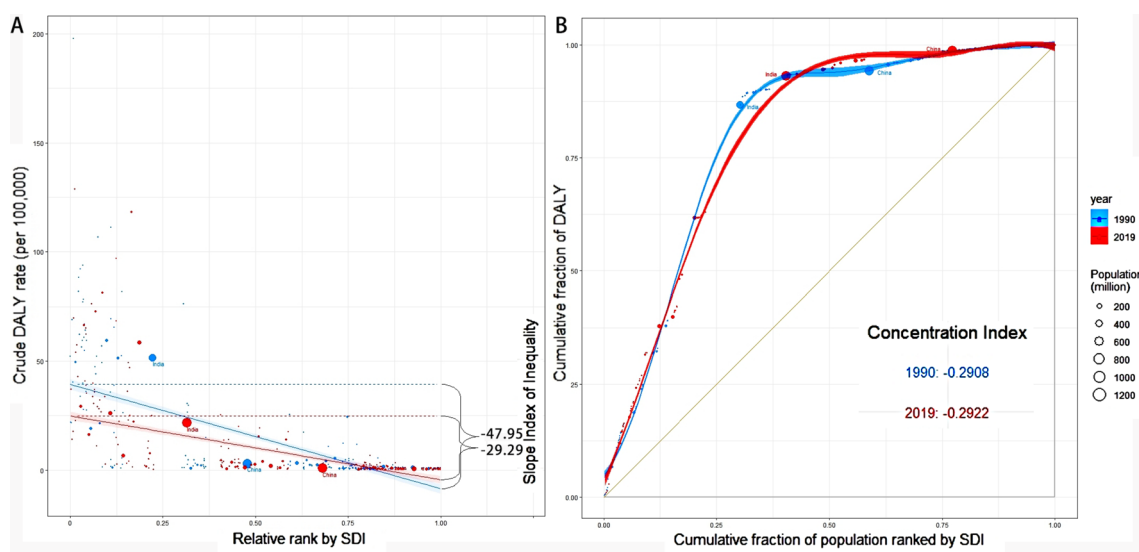 A
Crude DALY rate (per 100,000)
200
150
100
50
0
India
India
China
China
-47.95
-29.29
Slope Index of Inequality
0
0.25
0.50
0.75
1.00
Relative rank by SDI
B
Cumulative fraction of DALY
1.00
0.75
0.50
0.25
0.00
India
India
China
China
Concentration Index
1990: -0.2908
2019: -0.2922
0.00
0.25
0.50
0.75
1.00
Cumulative fraction of population ranked by SDI
year
1990
2019
Population
(million)
200
400
600
800
1000
1200